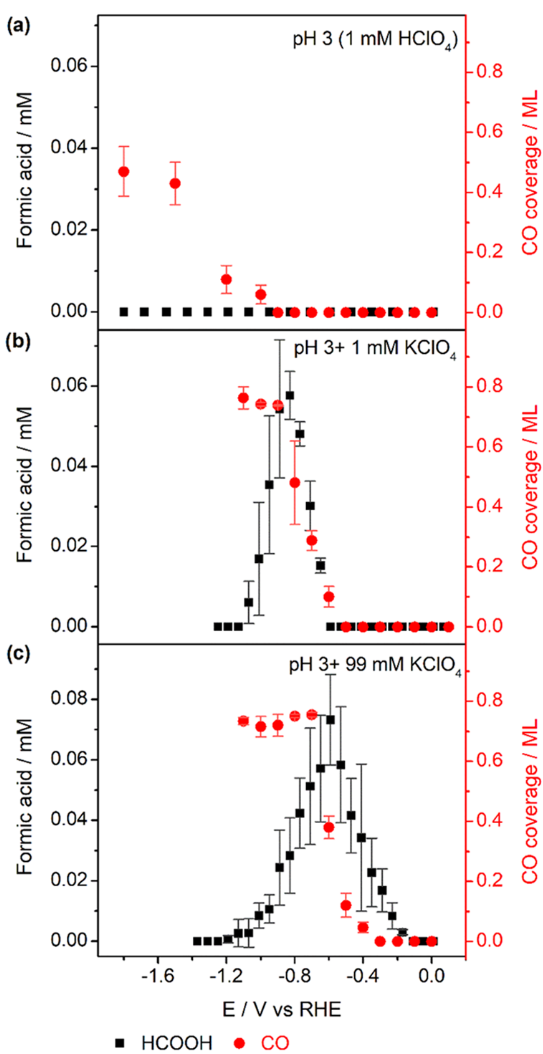 (a)
pH 3 (1 mM HClO₄)
Formic acid / mM
0.06
0.04
0.02
0.00
CO coverage / ML
0.8
0.6
0.4
0.2
0.0
(b)
pH 3+ 1 mM KClO₄
Formic acid / mM
0.06
0.04
0.02
0.00
CO coverage / ML
0.8
0.6
0.4
0.2
0.0
(c)
pH 3+ 99 mM KClO₄
Formic acid / mM
0.08
0.06
0.04
0.02
0.00
CO coverage / ML
0.8
0.6
0.4
0.2
0.0
-1.6 -1.2 -0.8 -0.4 0.0
E / V vs RHE
HCOOH CO